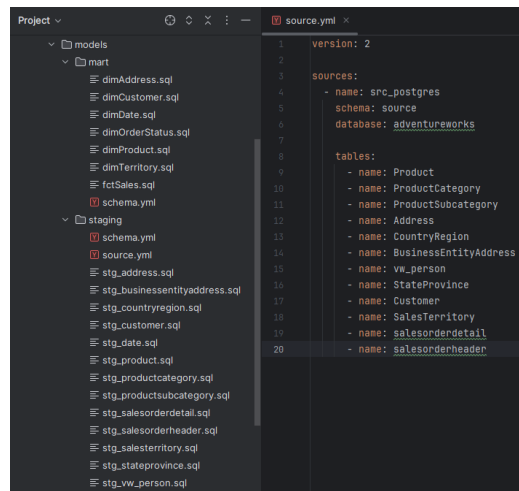 Project
models
mart
dimAddress.sql
dimCustomer.sql
dimDate.sql
dimOrderStatus.sql
dimProduct.sql
dimTerritory.sql
fctSales.sql
schema.yml
staging
schema.yml
source.yml
stg_address.sql
stg_businessentityaddress.sql
stg_countryregion.sql
stg_customer.sql
stg_date.sql
stg_product.sql
stg_productcategory.sql
stg_productsubcategory.sql
stg_salesorderdetail.sql
stg_salesorderheader.sql
stg_salesterritory.sql
stg_stateprovince.sql
stg_vw_person.sql
source.yml
1 version: 2
2
3 sources:
4 - name: src_postgres
5 schema: source
6 database: adventureworks
7
8 tables:
9 - name: Product
10 - name: ProductCategory
11 - name: ProductSubcategory
12 - name: Address
13 - name: CountryRegion
14 - name: BusinessEntityAddress
15 - name: vw_person
16 - name: StateProvince
17 - name: Customer
18 - name: SalesTerritory
19 - name: salesorderdetail
20 - name: salesorderheader